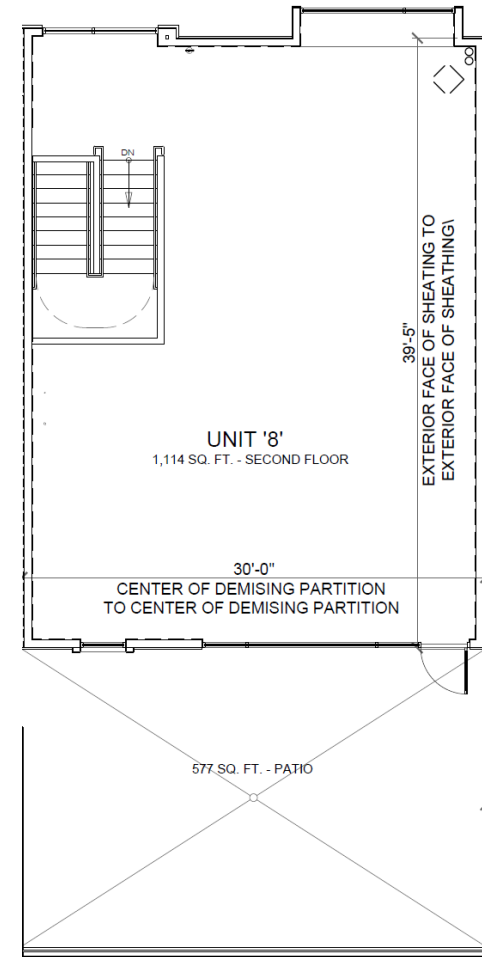 DN
39'-5"
EXTERIOR FACE OF SHEATING TO
EXTERIOR FACE OF SHEATHING\
UNIT '8'
1,114 SQ. FT. - SECOND FLOOR
30'-0"
CENTER OF DEMISING PARTITION
TO CENTER OF DEMISING PARTITION
577 SQ. FT. - PATIO